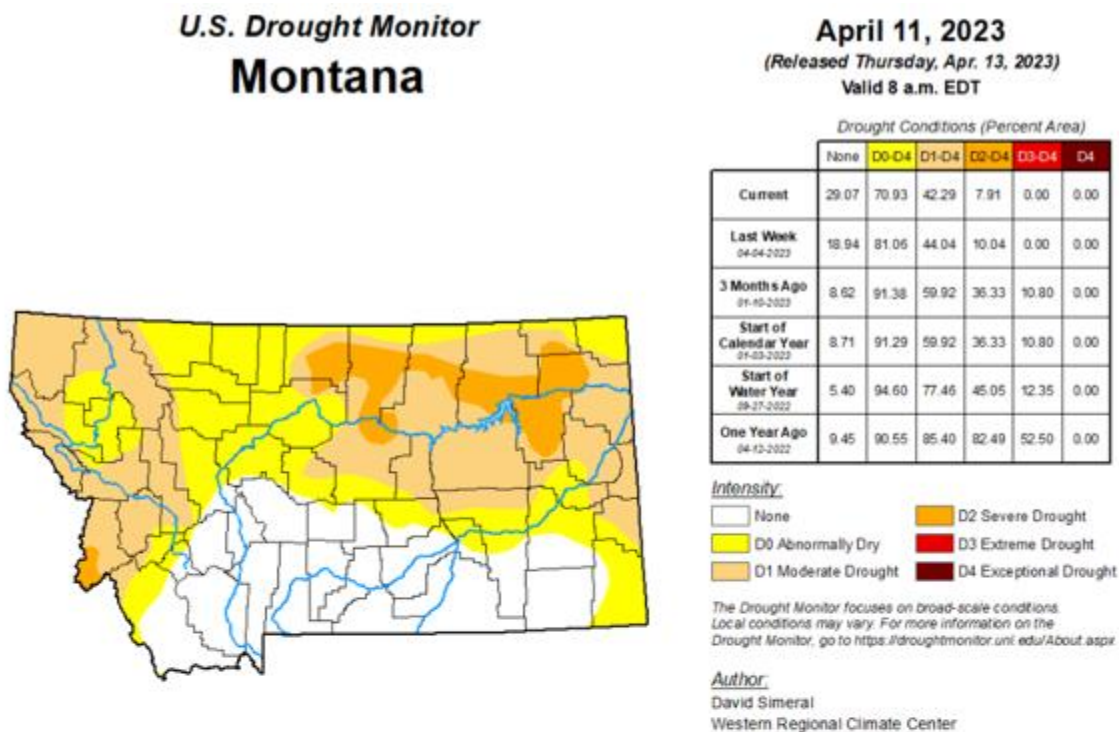 U.S. Drought Monitor
Montana
April 11, 2023
(Released Thursday, Apr. 13, 2023)
Valid 8 a.m. EDT
Drought Conditions (Percent Area)
None D0-D4 D1-D4 D2-D4 D3-D4 D4
Current 29.07 70.93 42.29 7.91 0.00 0.00
Last Week 18.94 81.06 44.04 10.04 0.00 0.00
04-04-2023
3 Months Ago 8.62 91.38 59.92 36.33 10.80 0.00
01-10-2023
Start of
Calendar Year 8.71 91.29 59.92 36.33 10.80 0.00
01-03-2023
Start of
Water Year 5.40 94.60 77.46 45.05 12.35 0.00
09-27-2022
One Year Ago 9.45 90.55 85.40 82.49 52.50 0.00
04-12-2022
Intensity:
None
D0 Abnormally Dry
D1 Moderate Drought
D2 Severe Drought
D3 Extreme Drought
D4 Exceptional Drought
The Drought Monitor focuses on broad-scale conditions.
Local conditions may vary. For more information on the
Drought Monitor, go to https://droughtmonitor.unl.edu/About.aspx
Author:
David Simeral
Western Regional Climate Center